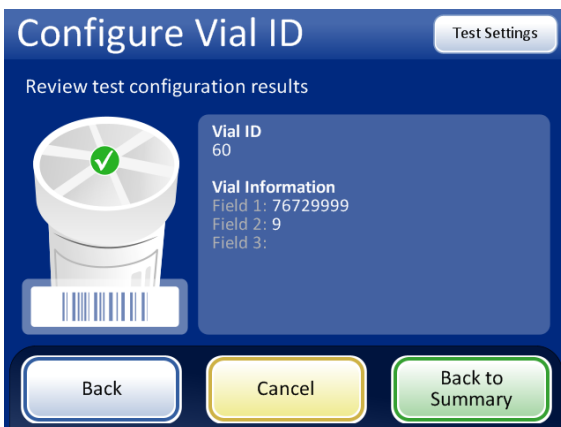 Configure Vial ID
Test Settings
Review test configuration results
Vial ID
60
Vial Information
Field 1: 76729999
Field 2: 9
Field 3:
Back
Cancel
Back to
Summary